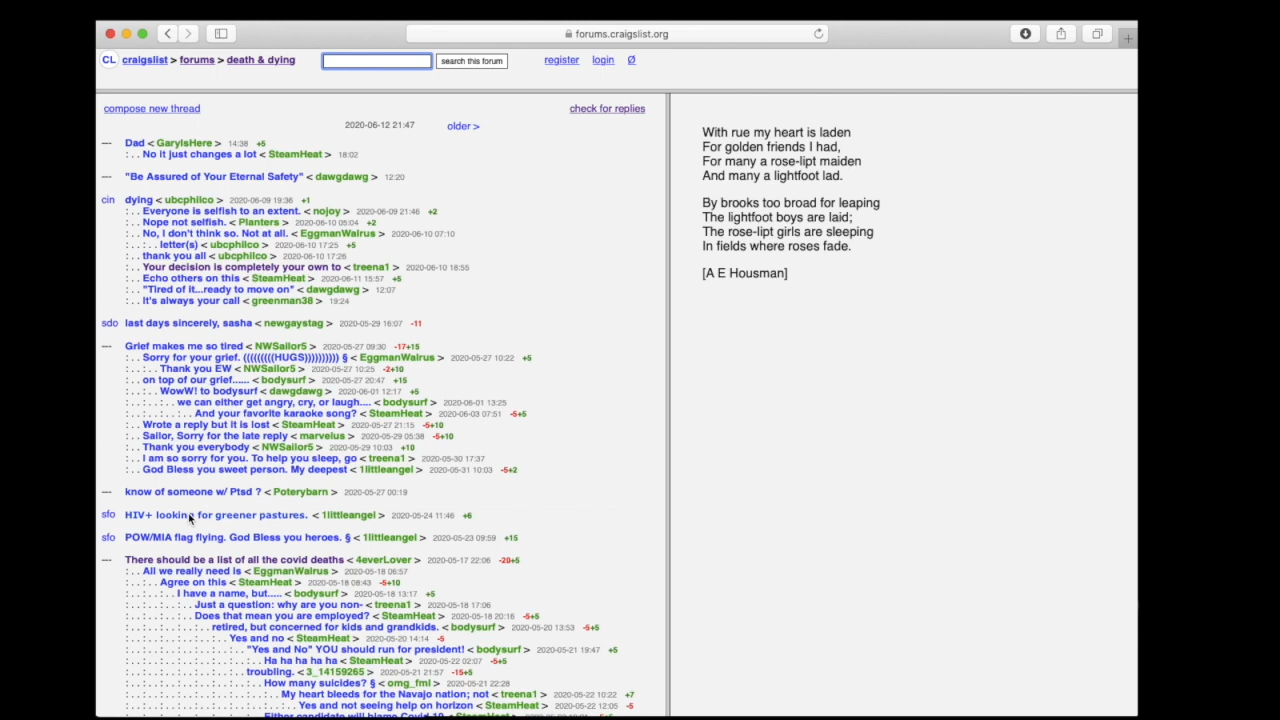 forums.craigslist.org
CL craigslist > forums > death & dying search this forum register login Ø
compose new thread check for replies
2020-06-12 21:47 older >
--- Dad < GaryIsHere > 14:38 +5
: . . No it just changes a lot < SteamHeat > 18:02
--- "Be Assured of Your Eternal Safety" < dawgdawg > 12:20
cin dying < ubcphilco > 2020-06-09 19:36 +1
: . . Everyone is selfish to an extent. < nojoy > 2020-06-09 21:46 +2
: . . Nope not selfish. < Planters > 2020-06-10 05:04 +2
: . . No, I don't think so. Not at all. < EggmanWalrus > 2020-06-10 07:10
: . . : . . letter(s) < ubcphilco > 2020-06-10 17:25 +5
: . . thank you all < ubcphilco > 2020-06-10 17:26
: . . Your decision is completely your own to < treena1 > 2020-06-10 18:55
: . . Echo others on this < SteamHeat > 2020-06-11 15:57 +5
: . . "Tired of it...ready to move on" < dawgdawg > 12:07
: . . It's always your call < greenman38 > 19:24
sdo last days sincerely, sasha < newgaystag > 2020-05-29 16:07 -11
--- Grief makes me so tired < NWSailor5 > 2020-05-27 09:30 -17+15
: . . Sorry for your grief. (((((((((HUGS)))))))))) § < EggmanWalrus > 2020-05-27 10:22 +5
: . . : . . Thank you EW < NWSailor5 > 2020-05-27 10:25 -2+10
: . . on top of our grief...... < bodysurf > 2020-05-27 20:47 +15
: . . : . . WowW! to bodysurf < dawgdawg > 2020-06-01 12:17 +5
: . . : . . : . . we can either get angry, cry, or laugh.... < bodysurf > 2020-06-01 13:25
: . . : . . : . . : . . And your favorite karaoke song? < SteamHeat > 2020-06-03 07:51 -5+5
: . . Wrote a reply but it is lost < SteamHeat > 2020-05-27 21:15 -5+10
: . . Sailor, Sorry for the late reply < marvelus > 2020-05-29 05:38 -5+10
: . . Thank you everybody < NWSailor5 > 2020-05-29 10:03 +10
: . . I am so sorry for you. To help you sleep, go < treena1 > 2020-05-30 17:37
: . . God Bless you sweet person. My deepest < 1littleangel > 2020-05-31 10:03 -5+2
--- know of someone w/ Ptsd ? < Poterybarn > 2020-05-27 00:19
sfo HIV+ looking for greener pastures. < 1littleangel > 2020-05-24 11:46 +6
sfo POW/MIA flag flying. God Bless you heroes. § < 1littleangel > 2020-05-23 09:59 +15
--- There should be a list of all the covid deaths < 4everLover > 2020-05-17 22:06 -20+5
: . . All we really need is < EggmanWalrus > 2020-05-18 06:57
: . . : . . Agree on this < SteamHeat > 2020-05-18 08:43 -5+10
: . . : . . : . . I have a name, but..... < bodysurf > 2020-05-18 13:17 +5
: . . : . . : . . : . . Just a question: why are you non- < treena1 > 2020-05-18 17:06
: . . : . . : . . : . . Does that mean you are employed? < SteamHeat > 2020-05-18 20:16 -5+5
: . . : . . : . . : . . : . . retired, but concerned for kids and grandkids. < bodysurf > 2020-05-20 13:53 -5+5
: . . : . . : . . : . . : . . : . . Yes and no < SteamHeat > 2020-05-20 14:14 -5
: . . : . . : . . : . . : . . : . . : . . "Yes and No" YOU should run for president! < bodysurf > 2020-05-21 19:47 +5
: . . : . . : . . : . . : . . : . . : . . : . . Ha ha ha ha ha < SteamHeat > 2020-05-22 02:07 -5+5
: . . : . . : . . : . . : . . : . . : . . troubling. < 3_14159265 > 2020-05-21 21:57 -15+5
: . . : . . : . . : . . : . . : . . : . . : . . How many suicides? § < omg_fml > 2020-05-21 22:28
: . . : . . : . . : . . : . . : . . : . . : . . : . . My heart bleeds for the Navajo nation; not < treena1 > 2020-05-22 10:22 +7
: . . : . . : . . : . . : . . : . . : . . : . . : . . : . . Yes and not seeing help on horizon < SteamHeat > 2020-05-22 12:05 -5
Either candidate will blame Covid-19 < SteamHeat >
With rue my heart is laden
For golden friends I had,
For many a rose-lipt maiden
And many a lightfoot lad.
By brooks too broad for leaping
The lightfoot boys are laid;
The rose-lipt girls are sleeping
In fields where roses fade.
[A E Housman]